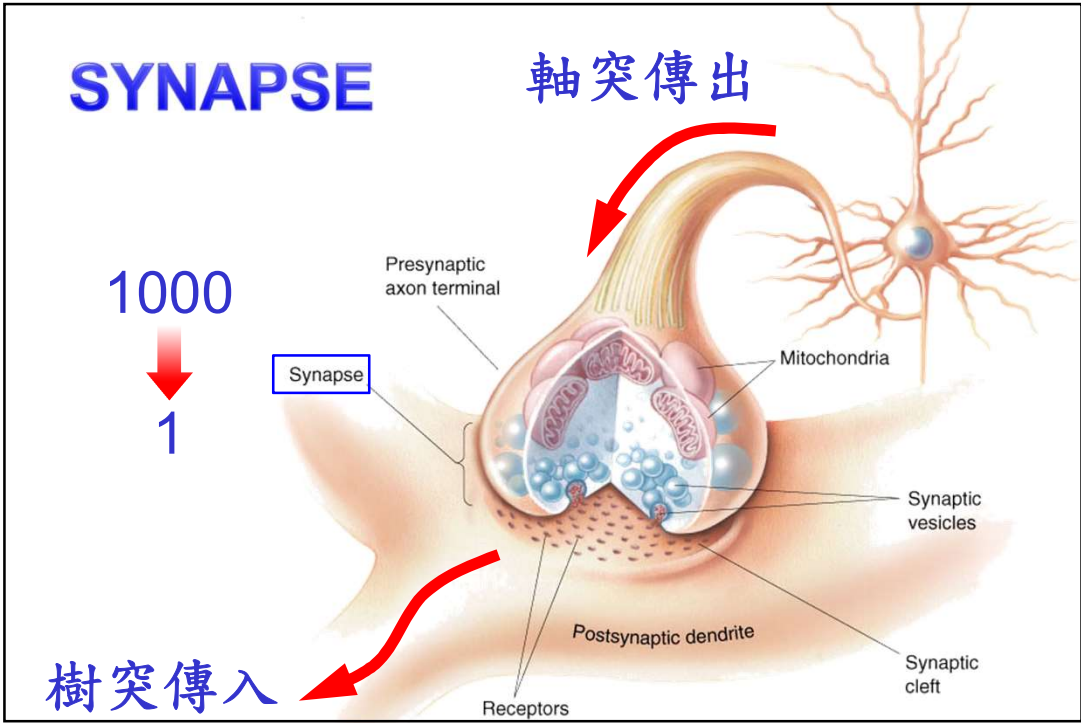 SYNAPSE
軸突傳出
Presynaptic
axon terminal
1000
1
Synapse
Mitochondria
Synaptic
vesicles
Postsynaptic dendrite
Synaptic
cleft
樹突傳入
Receptors